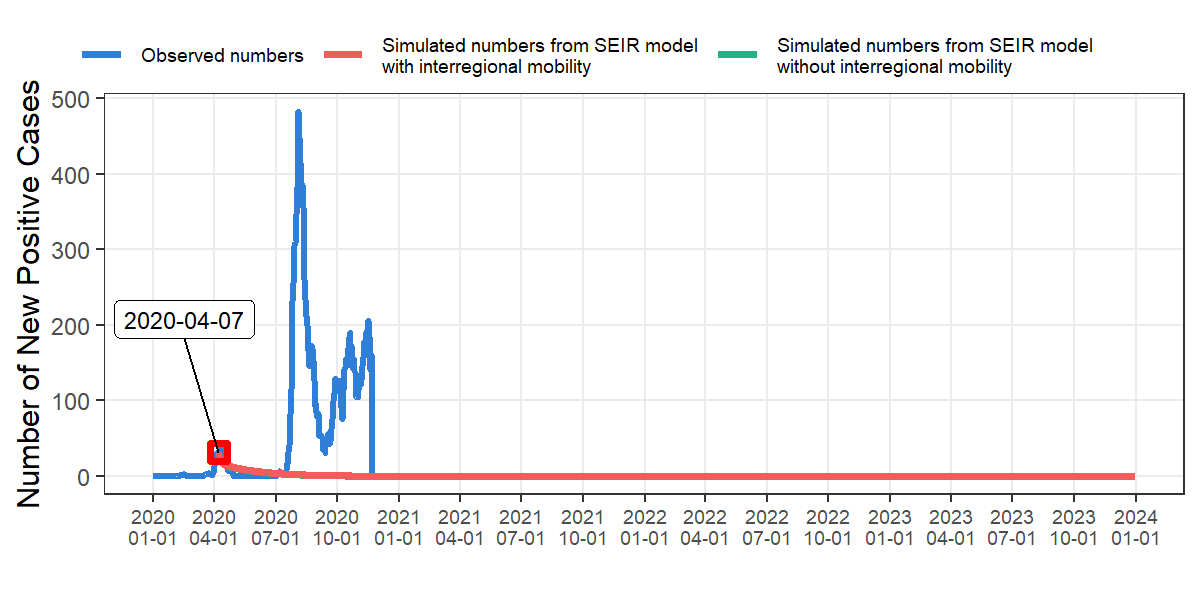 Observed numbers
Simulated numbers from SEIR model
with interregional mobility
Simulated numbers from SEIR model
without interregional mobility
Number of New Positive Cases
500
400
300
200
100
0
2020-04-07
2020 2020 2020 2020 2021 2021 2021 2021 2022 2022 2022 2022 2023 2023 2023 2023 2024
01-01 04-01 07-01 10-01 01-01 04-01 07-01 10-01 01-01 04-01 07-01 10-01 01-01 04-01 07-01 10-01 01-01